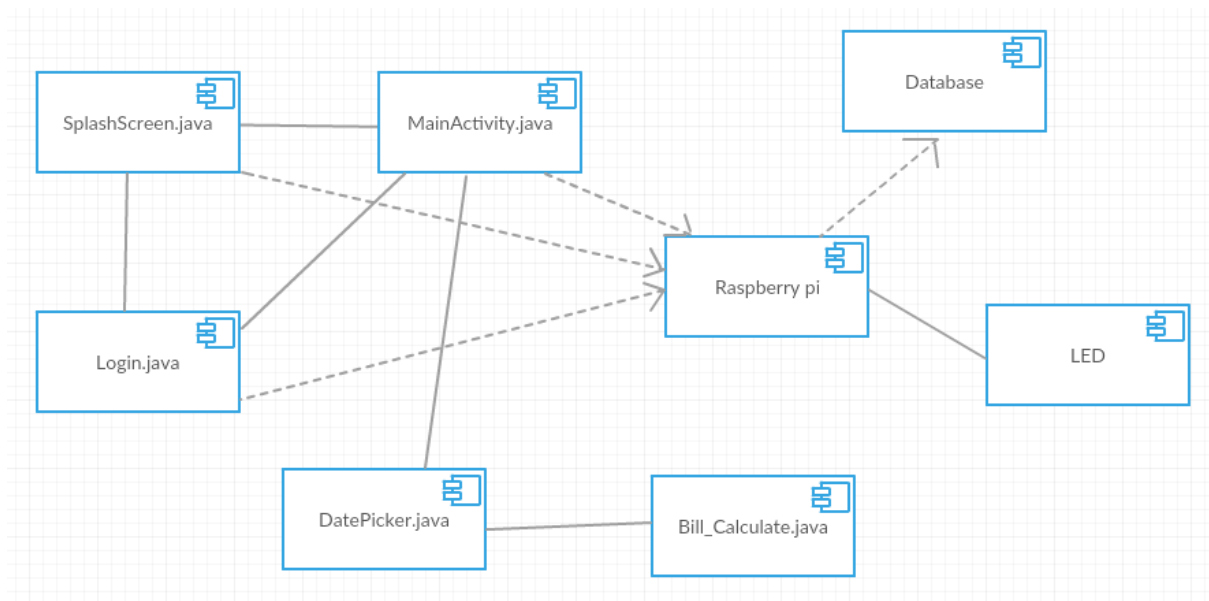 Database
SplashScreen.java
MainActivity.java
Raspberry pi
LED
Login.java
DatePicker.java
Bill_Calculate.java